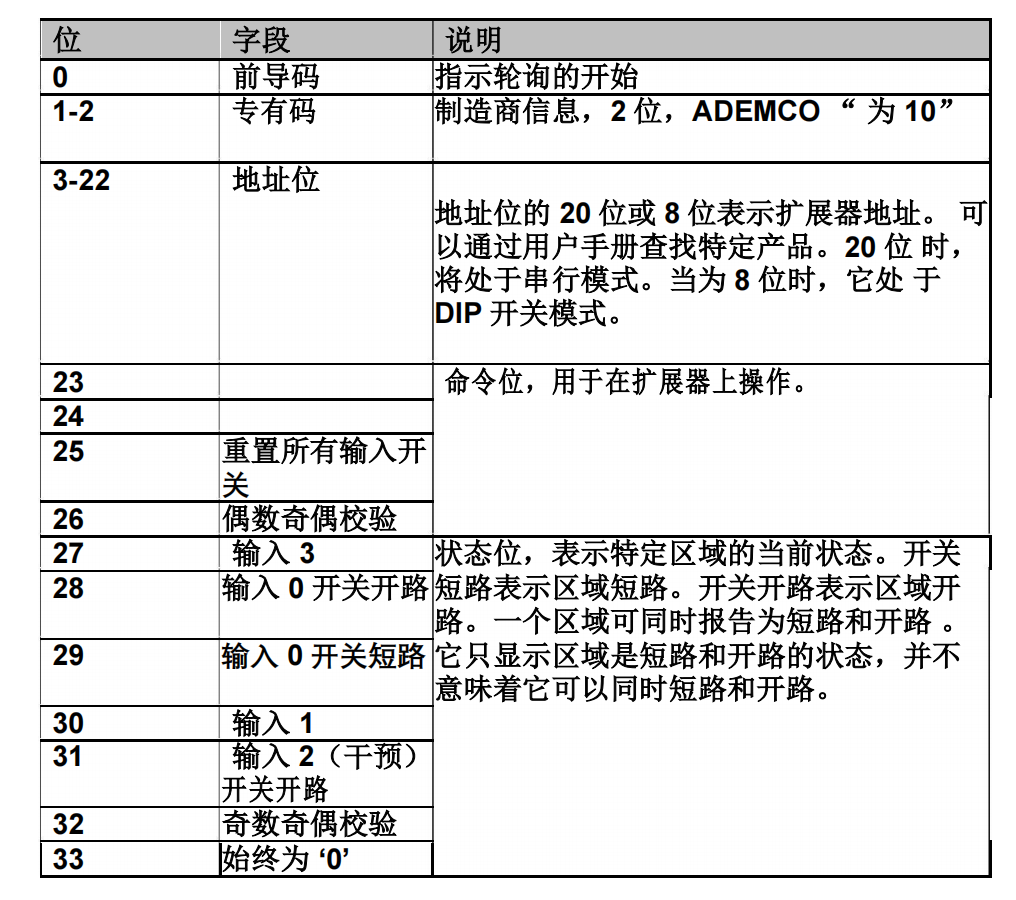 位 字段 说明
0 前导码 指示轮询的开始
1-2 专有码 制造商信息，2 位，ADEMCO “ 为 10”
3-22 地址位
地址位的 20 位或 8 位表示扩展器地址。 可
以通过用户手册查找特定产品。20 位 时，
将处于串行模式。当为 8 位时，它处 于
DIP 开关模式。
23 命令位，用于在扩展器上操作。
24
25 重置所有输入开
关
26 偶数奇偶校验
27 输入 3 状态位，表示特定区域的当前状态。开关
28 输入 0 开关开路 短路表示区域短路。开关开路表示区域开
路。一个区域可同时报告为短路和开路 。
29 输入 0 开关短路 它只显示区域是短路和开路的状态，并不
意味着它可以同时短路和开路。
30 输入 1
31 输入 2（干预）
开关开路
32 奇数奇偶校验
33 始终为 ‘0’